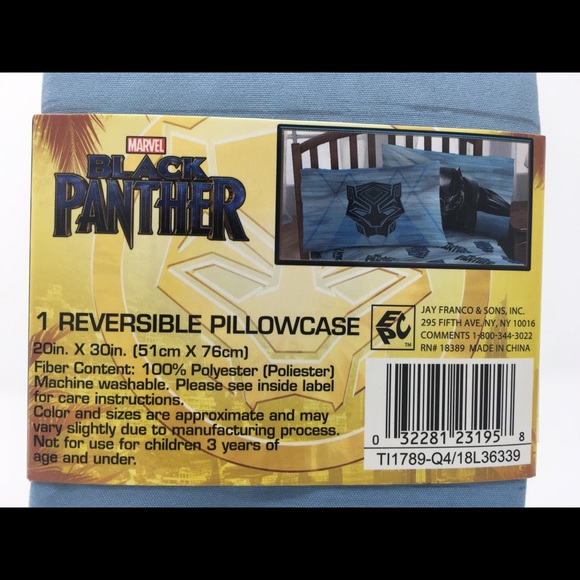 MARVEL
BLACK
PANTHER
1 REVERSIBLE PILLOWCASE
20in. X 30in. (51cm X 76cm)
Fiber Content: 100% Polyester (Poliester)
Machine washable. Please see inside label
for care instructions.
Color and sizes are approximate and may
vary slightly due to manufacturing process.
Not for use for children 3 years of
age and under.
JFC
TM
JAY FRANCO & SONS, INC.
295 FIFTH AVE.,NY, NY 10016
COMMENTS 1-800-344-3022
RN# 18389 MADE IN CHINA
0 32281 23195 8
TI1789-Q4/18L36339